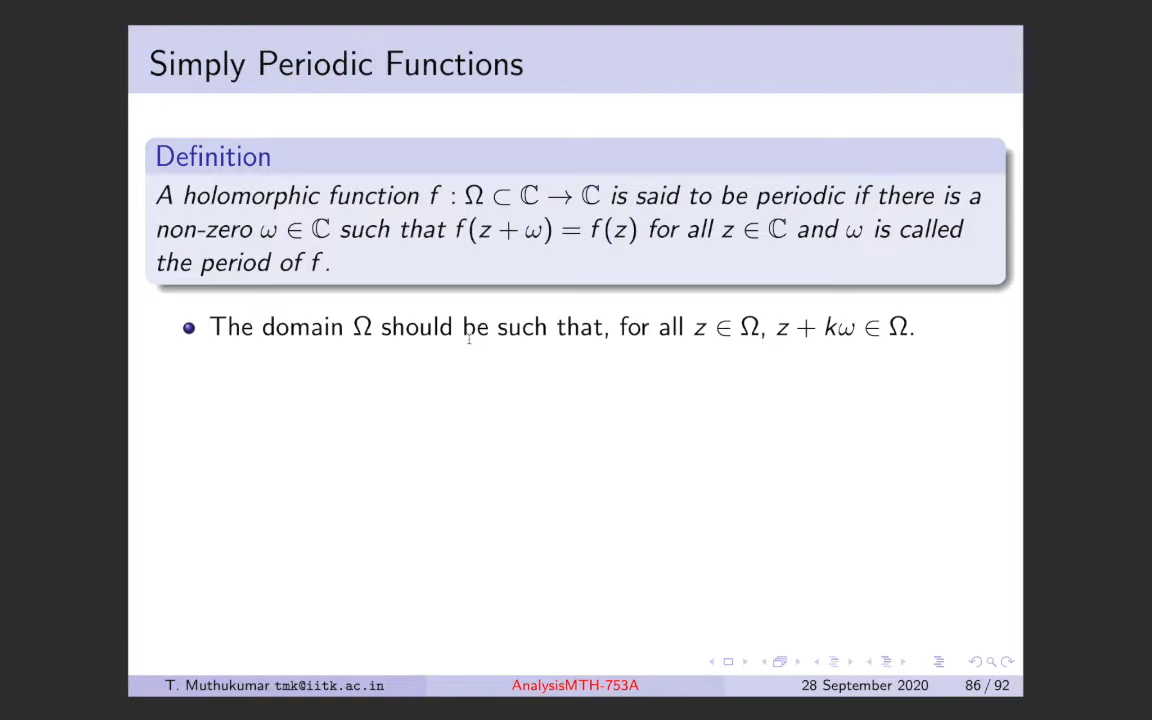 Simply Periodic Functions
Definition
A holomorphic function f : Ω ⊂ ℂ → ℂ is said to be periodic if there is a
non-zero ω ∈ ℂ such that f(z + ω) = f(z) for all z ∈ ℂ and ω is called
the period of f.
The domain Ω should be such that, for all z ∈ Ω, z + kω ∈ Ω.
T. Muthukumar tmk@iitk.ac.in AnalysisMTH-753A 28 September 2020 86 / 92